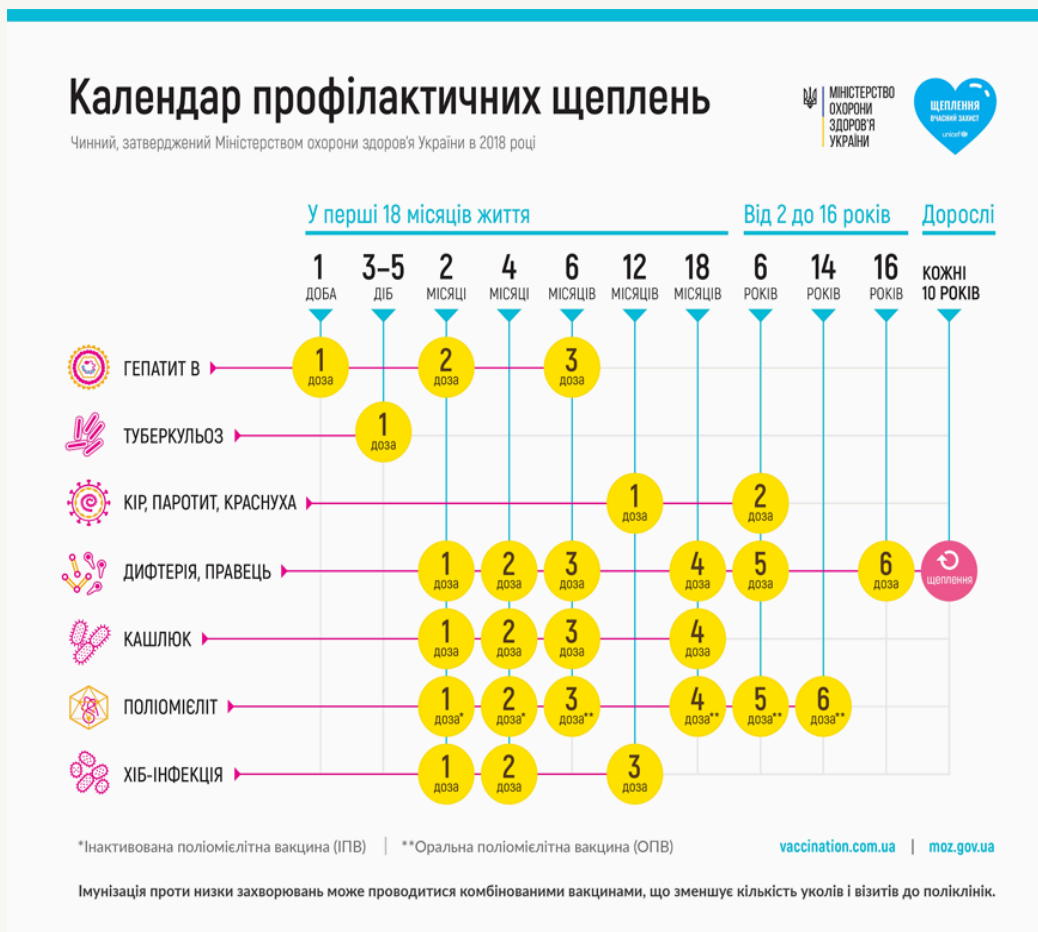 Календар профілактичних щеплень
Чинний, затверджений Міністерством охорони здоров'я України в 2018 році
МІНІСТЕРСТВО
ОХОРОНИ
ЗДОРОВ'Я
УКРАЇНИ
ЩЕПЛЕННЯ
ВЧАСНИЙ ЗАХИСТ
unicef
У перші 18 місяців життя
Від 2 до 16 років
Дорослі
1 3–5 2 4 6 12 18 6 14 16 КОЖНІ
ДОБА ДІБ МІСЯЦІ МІСЯЦІ МІСЯЦІВ МІСЯЦІВ МІСЯЦІВ РОКІВ РОКІВ РОКІВ 10 РОКІВ
ГЕПАТИТ В 1 доза 2 доза 3 доза
ТУБЕРКУЛЬОЗ 1 доза
КІР, ПАРОТИТ, КРАСНУХА 1 доза 2 доза
ДИФТЕРІЯ, ПРАВЕЦЬ 1 доза 2 доза 3 доза 4 доза 5 доза 6 доза щеплення
КАШЛЮК 1 доза 2 доза 3 доза 4 доза
ПОЛІОМІЄЛІТ 1 доза* 2 доза* 3 доза** 4 доза** 5 доза** 6 доза**
ХІБ-ІНФЕКЦІЯ 1 доза 2 доза 3 доза
*Інактивована поліомієлітна вакцина (ІПВ) | **Оральна поліомієлітна вакцина (ОПВ)
vaccination.com.ua | moz.gov.ua
Імунізація проти низки захворювань може проводитися комбінованими вакцинами, що зменшує кількість уколів і візитів до поліклінік.